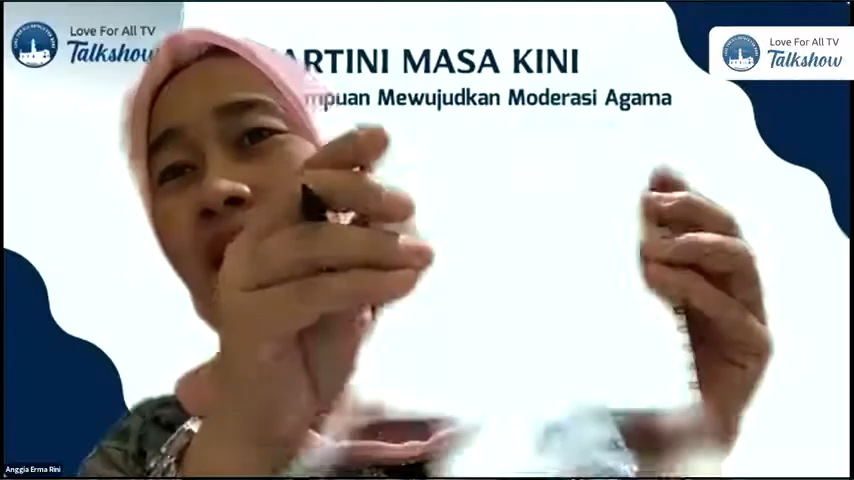 Love For All TV
Talkshow
ARTINI MASA KINI
mpuan Mewujudkan Moderasi Agama
Love For All TV
Talkshow
Anggia Erma Rini